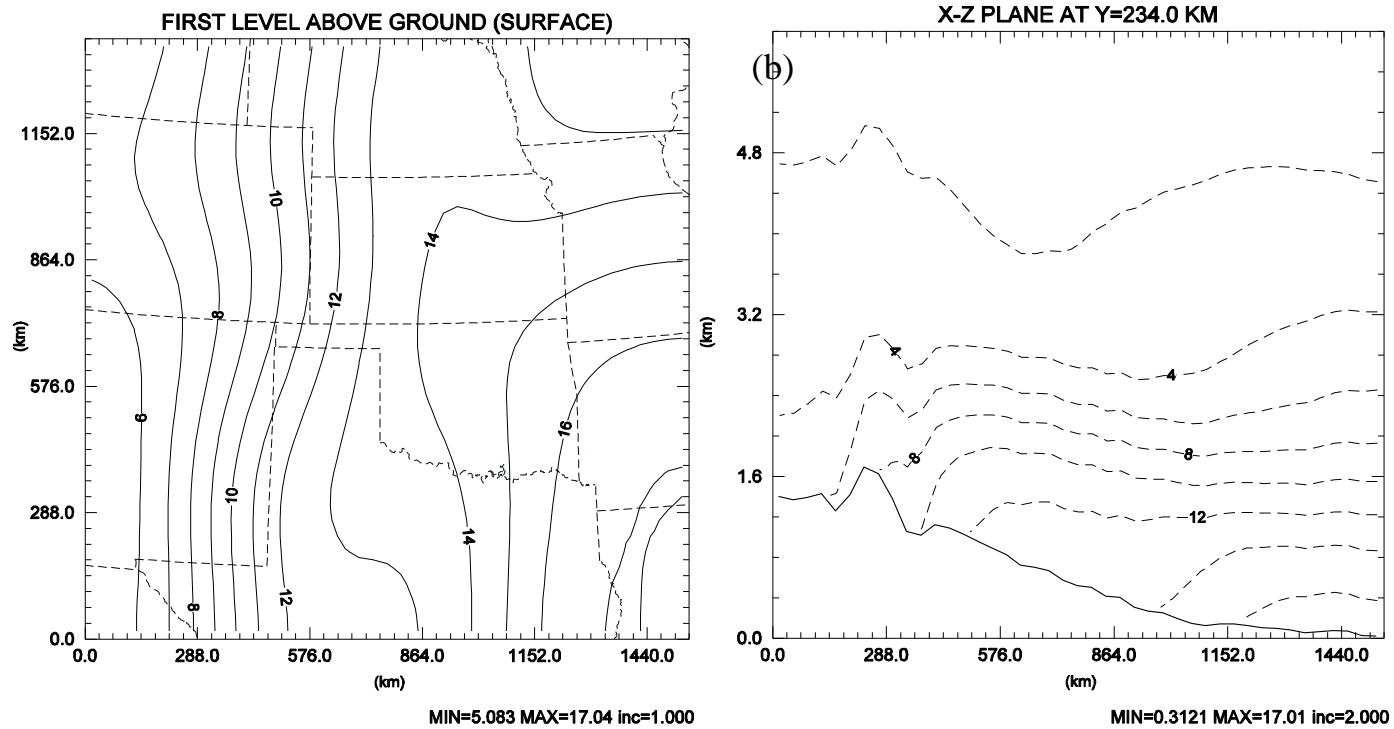 FIRST LEVEL ABOVE GROUND (SURFACE)
1152.0
864.0
576.0
288.0
0.0
(km)
0.0 288.0 576.0 864.0 1152.0 1440.0
(km)
10
14
12
8
6
16
10
14
8
12
MIN=5.083 MAX=17.04 inc=1.000
X-Z PLANE AT Y=234.0 KM
(b)
4.8
3.2
1.6
0.0
(km)
0.0 288.0 576.0 864.0 1152.0 1440.0
(km)
4
4
8
8
12
MIN=0.3121 MAX=17.01 inc=2.000